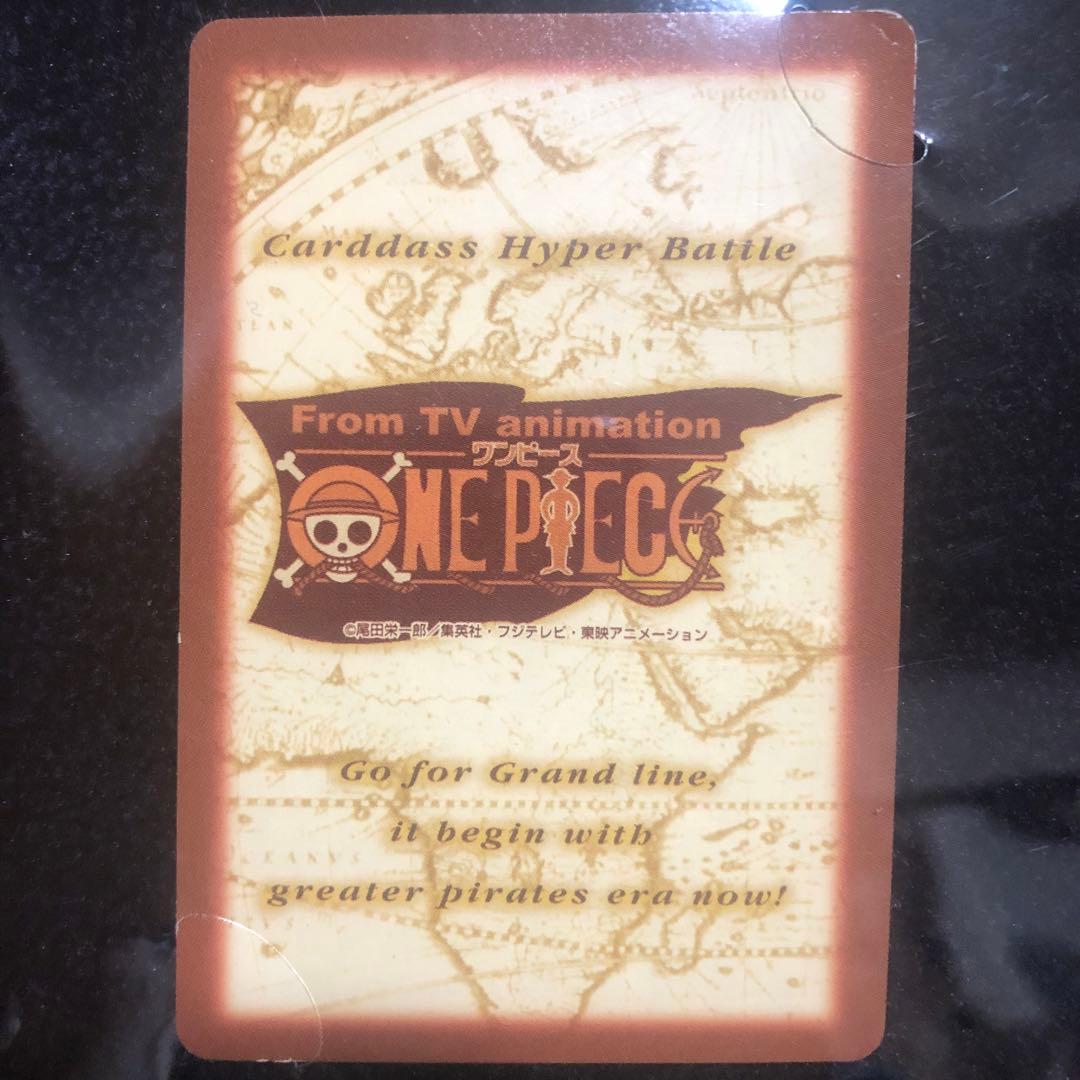 Septentrio
Carddass Hyper Battle
From TV animation
ワンピース
ONE PIECE
©尾田栄一郎／集英社・フジテレビ・東映アニメーション
Go for Grand line,
it begin with
greater pirates era now!